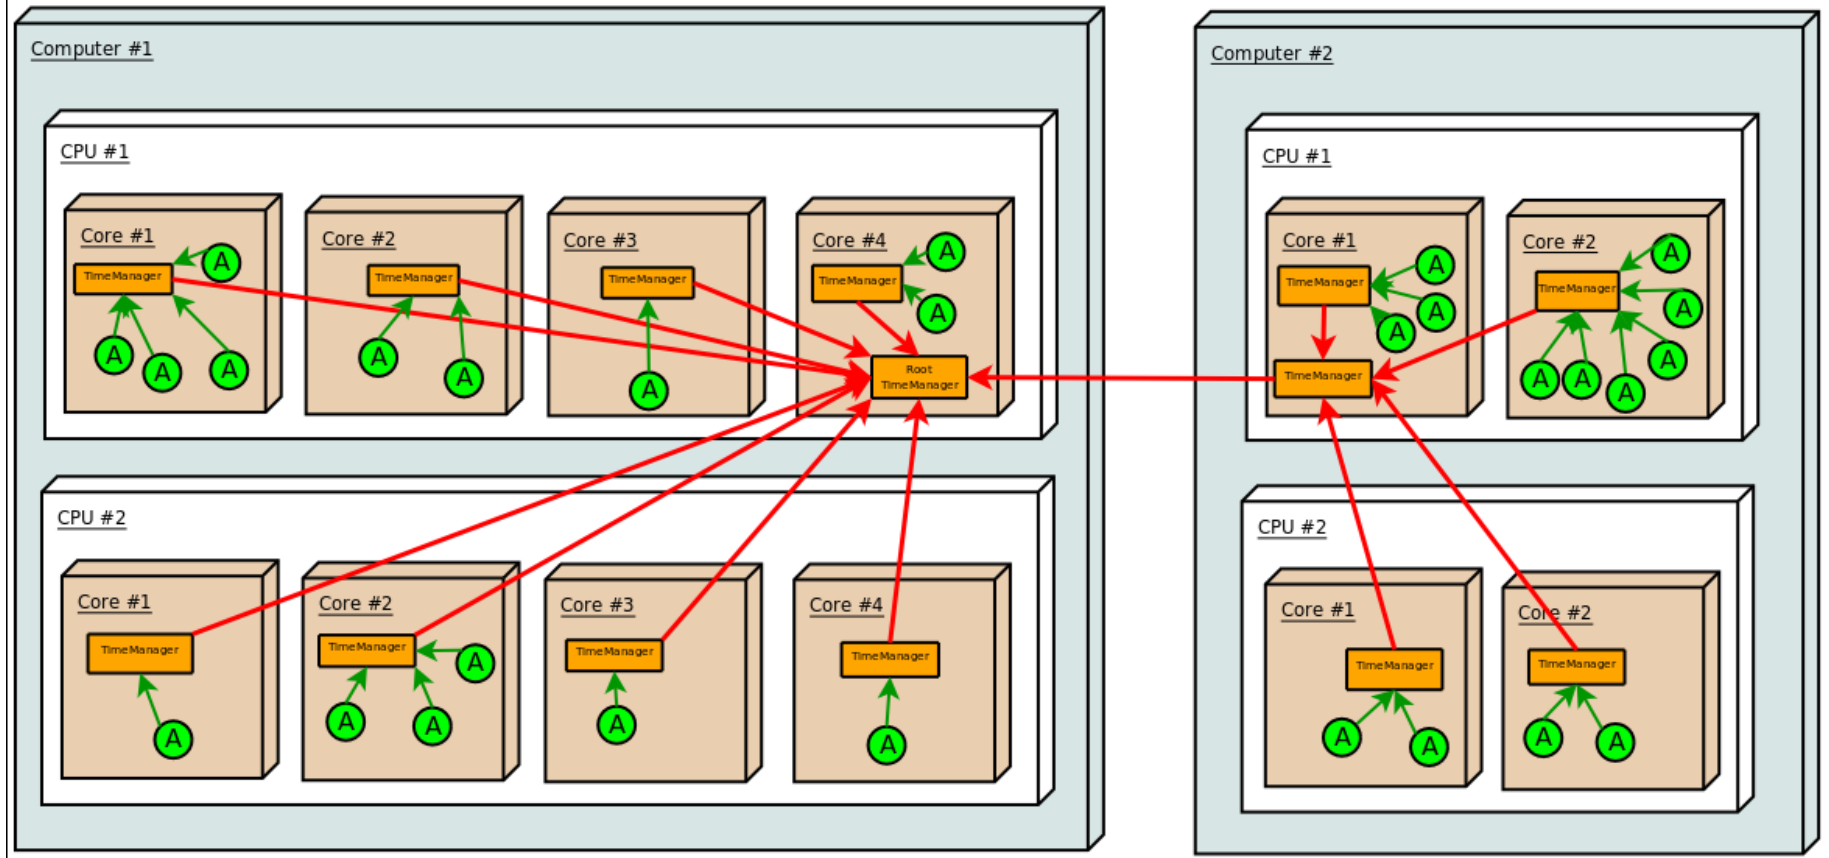 Computer #1
CPU #1
Core #1
TimeManager
A
A
A
A
Core #2
TimeManager
A
A
Core #3
TimeManager
A
Core #4
TimeManager
A
A
Root
TimeManager
CPU #2
Core #1
TimeManager
A
Core #2
TimeManager
A
A
A
Core #3
TimeManager
A
Core #4
TimeManager
A
Computer #2
CPU #1
Core #1
TimeManager
A
A
A
TimeManager
Core #2
TimeManager
A
A
A
A
A
A
CPU #2
Core #1
TimeManager
A
A
Core #2
TimeManager
A
A